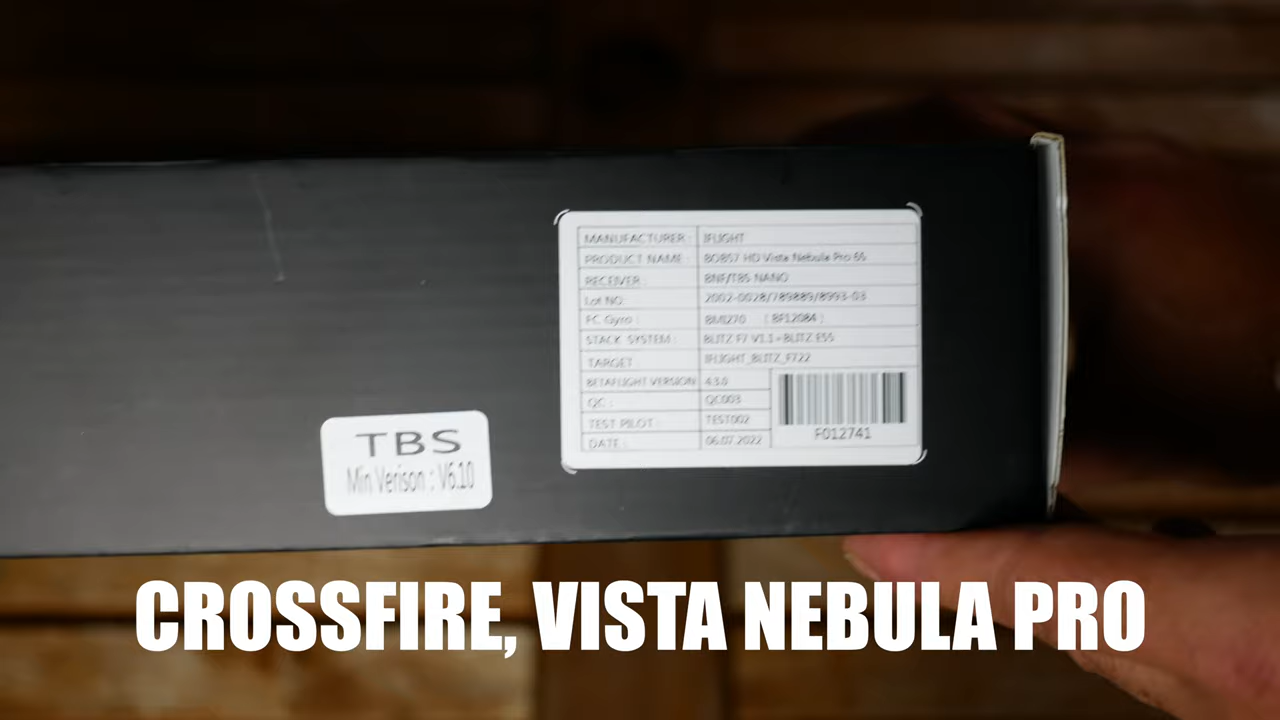 MANUFACTURER : IFLIGHT
PRODUCT NAME : BOB57 HD Vista Nebula Pro 6S
RECEIVER : BNF/TBS NANO
Lot NO: 2002-0028/789889/8993-03
FC Gyro : BMI270 ( BF12084 )
STACK SYSTEM : BLITZ F7 V1.1+BLITZ E55
TARGET : IFLIGHT_BLITZ_F722
BETAFLIGHT VERSION 4.3.0
QC : QC003
TEST PILOT : TEST002
DATE : 06.07.2022
F012741
TBS
Min Verison : V6.10
CROSSFIRE, VISTA NEBULA PRO